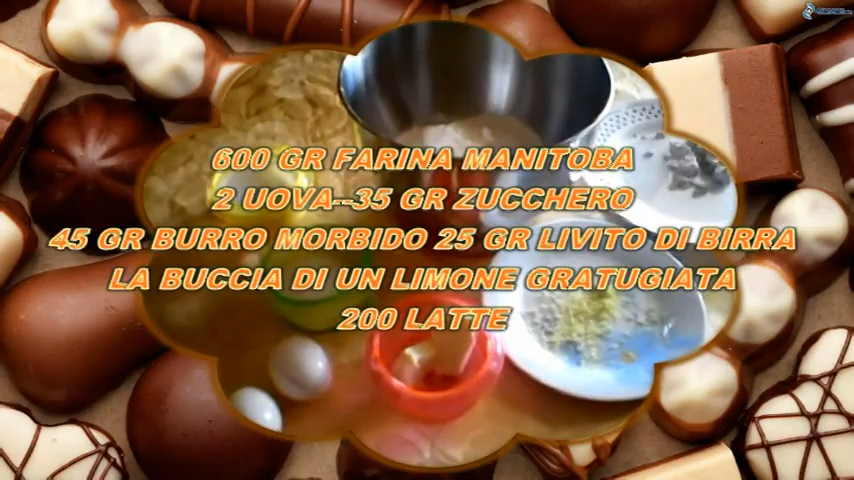 600 GR FARINA MANITOBA
2 UOVA--35 GR ZUCCHERO
45 GR BURRO MORBIDO 25 GR LIVITO DI BIRRA
LA BUCCIA DI UN LIMONE GRATUGIATA
200 LATTE